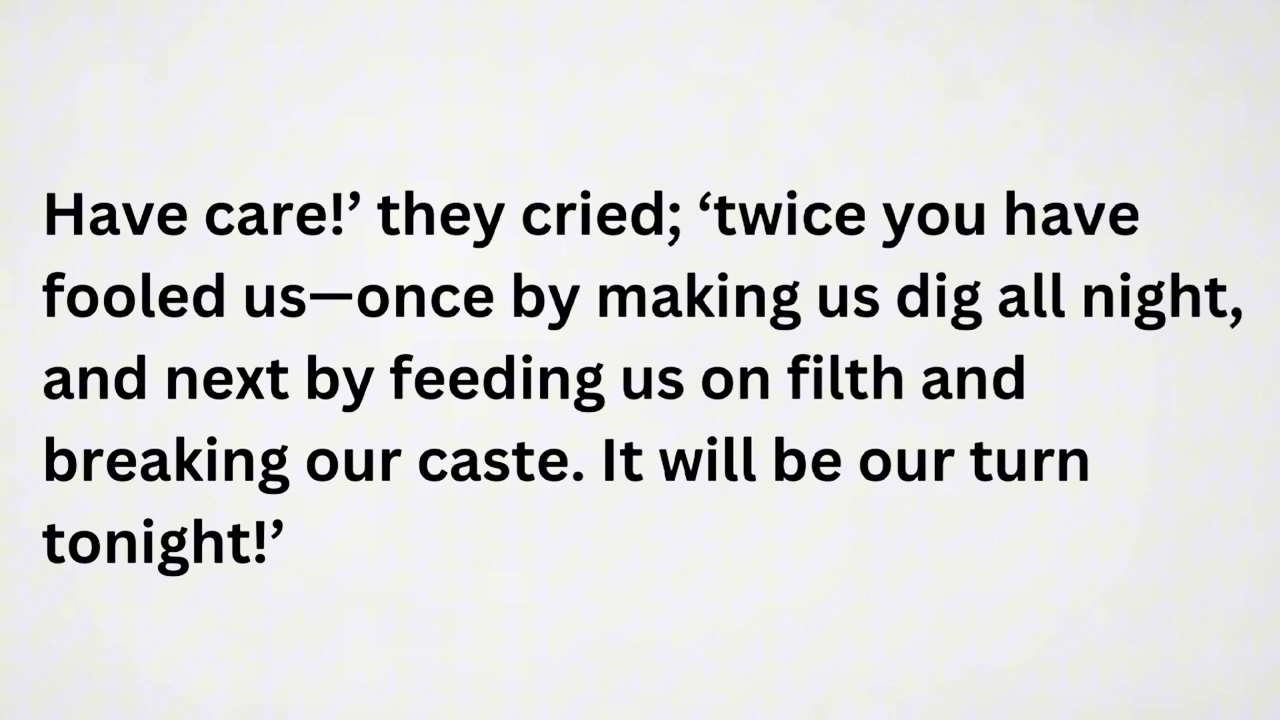 Have care!’ they cried; ‘twice you have
fooled us—once by making us dig all night,
and next by feeding us on filth and
breaking our caste. It will be our turn
tonight!’